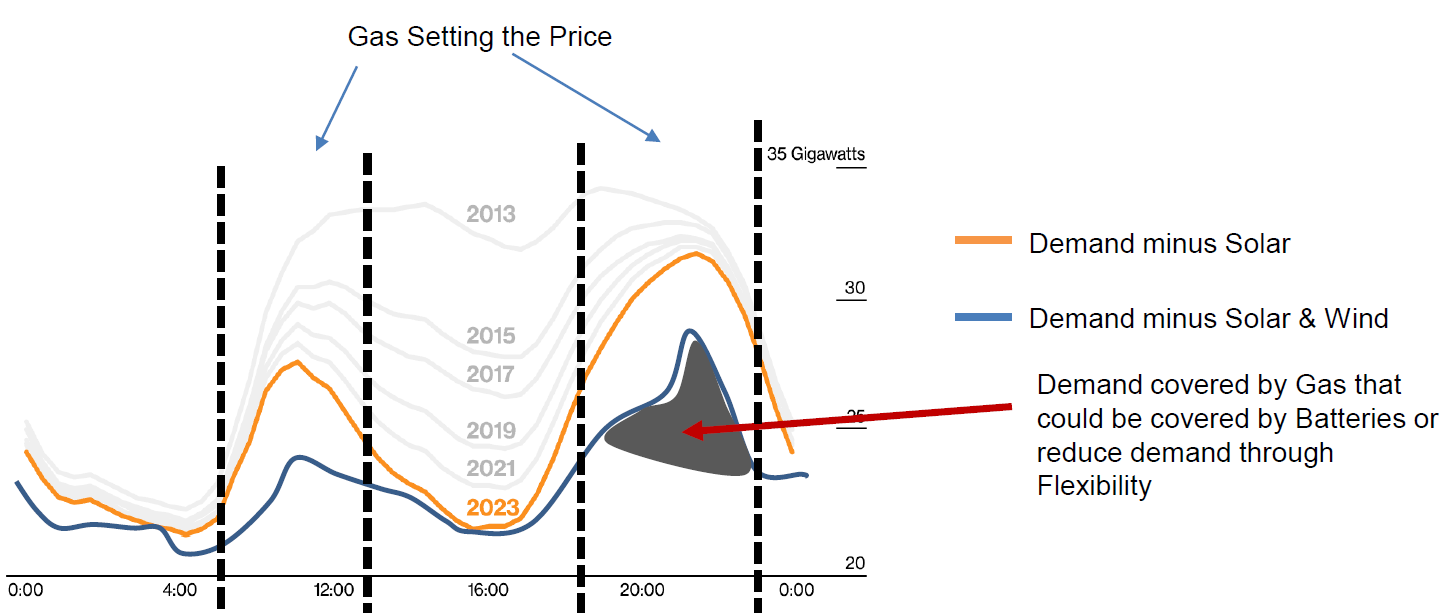 Gas Setting the Price
35 Gigawatts
2013
Demand minus Solar
30
Demand minus Solar & Wind
2015
2017
Demand covered by Gas that
could be covered by Batteries or
reduce demand through
Flexibility
25
2019
2021
2023
20
0:00 4:00 12:00 16:00 20:00 0:00